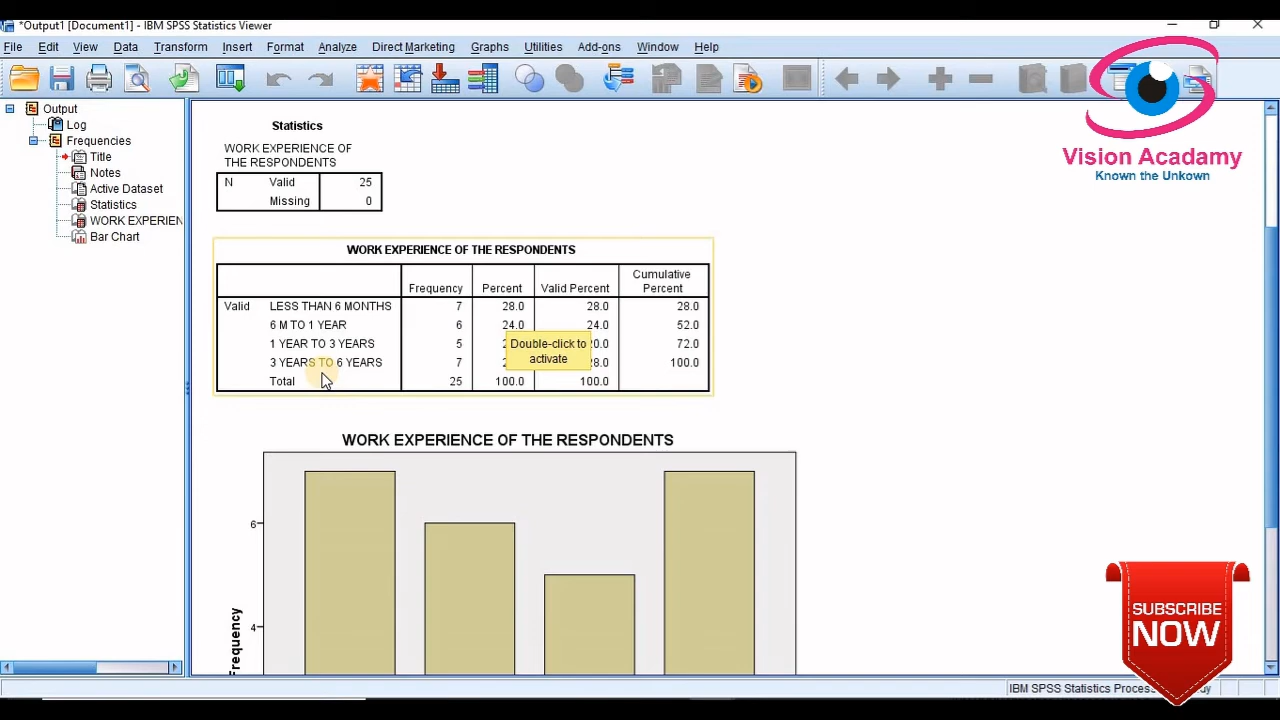 *Output1 [Document1] - IBM SPSS Statistics Viewer
File Edit View Data Transform Insert Format Analyze Direct Marketing Graphs Utilities Add-ons Window Help
Output
Log
Frequencies
Title
Notes
Active Dataset
Statistics
WORK EXPERIEN
Bar Chart
Statistics
WORK EXPERIENCE OF
THE RESPONDENTS
N Valid 25
Missing 0
WORK EXPERIENCE OF THE RESPONDENTS
Frequency Percent Valid Percent Cumulative Percent
Valid LESS THAN 6 MONTHS 7 28.0 28.0 28.0
6 M TO 1 YEAR 6 24.0 24.0 52.0
1 YEAR TO 3 YEARS 5 72.0
3 YEARS TO 6 YEARS 7 100.0
Total 25 100.0 100.0
Double-click to
activate
WORK EXPERIENCE OF THE RESPONDENTS
6
4
Frequency
Vision Acadamy
Known the Unkown
SUBSCRIBE
NOW
IBM SPSS Statistics Process